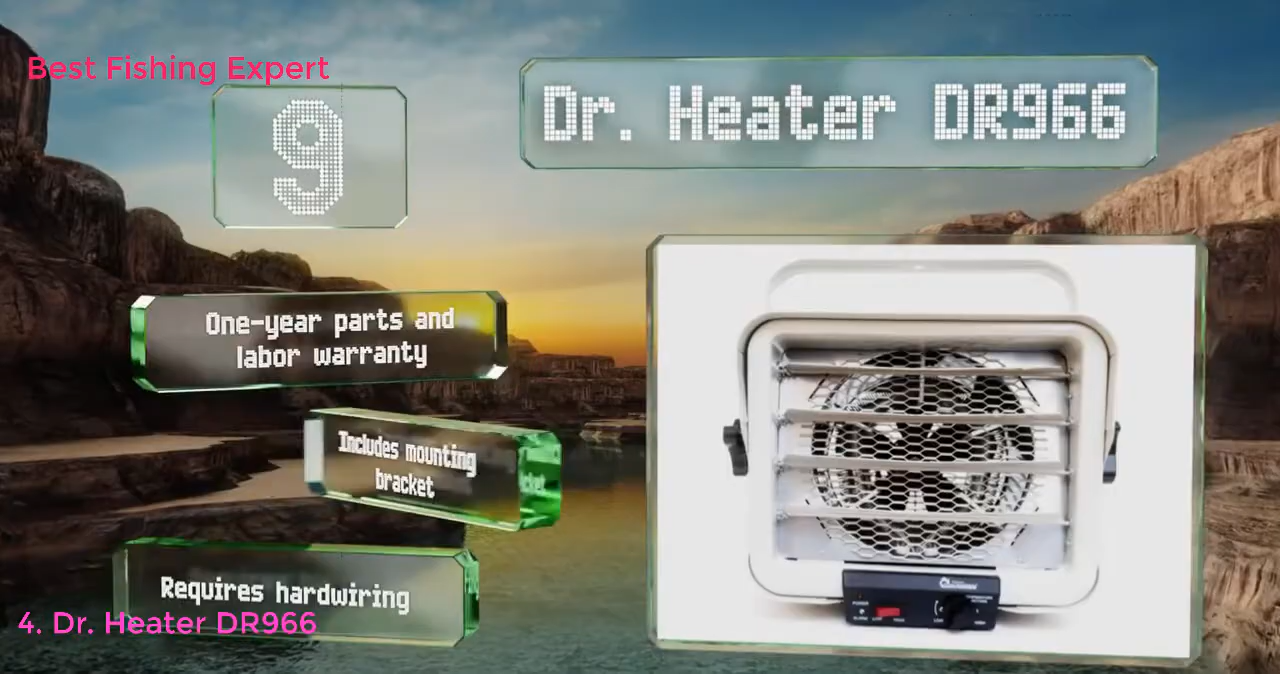 Best Fishing Expert
9
Dr. Heater DR966
One-year parts and
labor warranty
Includes mounting
bracket
Requires hardwiring
4. Dr. Heater DR966